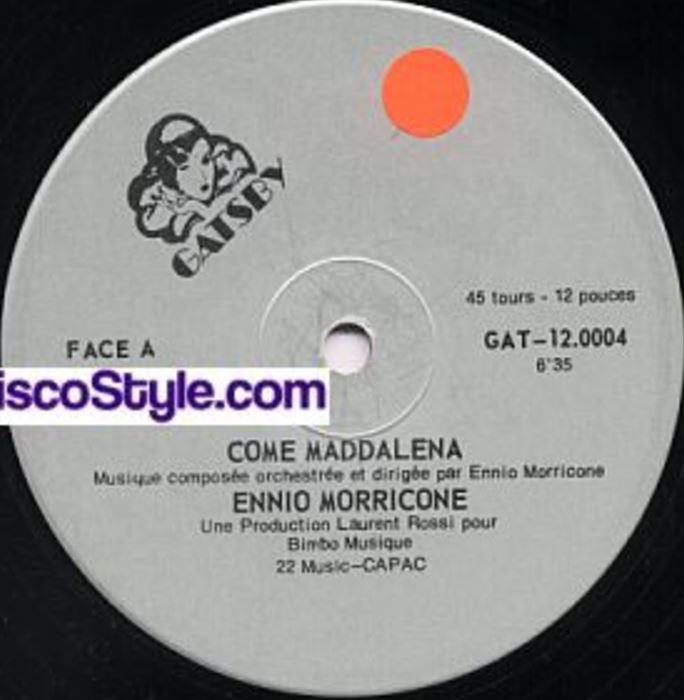 GATSBY
45 tours - 12 pouces
GAT-12.0004
6'35
FACE A
iscoStyle.com
COME MADDALENA
Musique composée orchestrée et dirigée par Ennio Morricone
ENNIO MORRICONE
Une Production Laurent Rossi pour
Bimbo Musique
22 Music-CAPAC